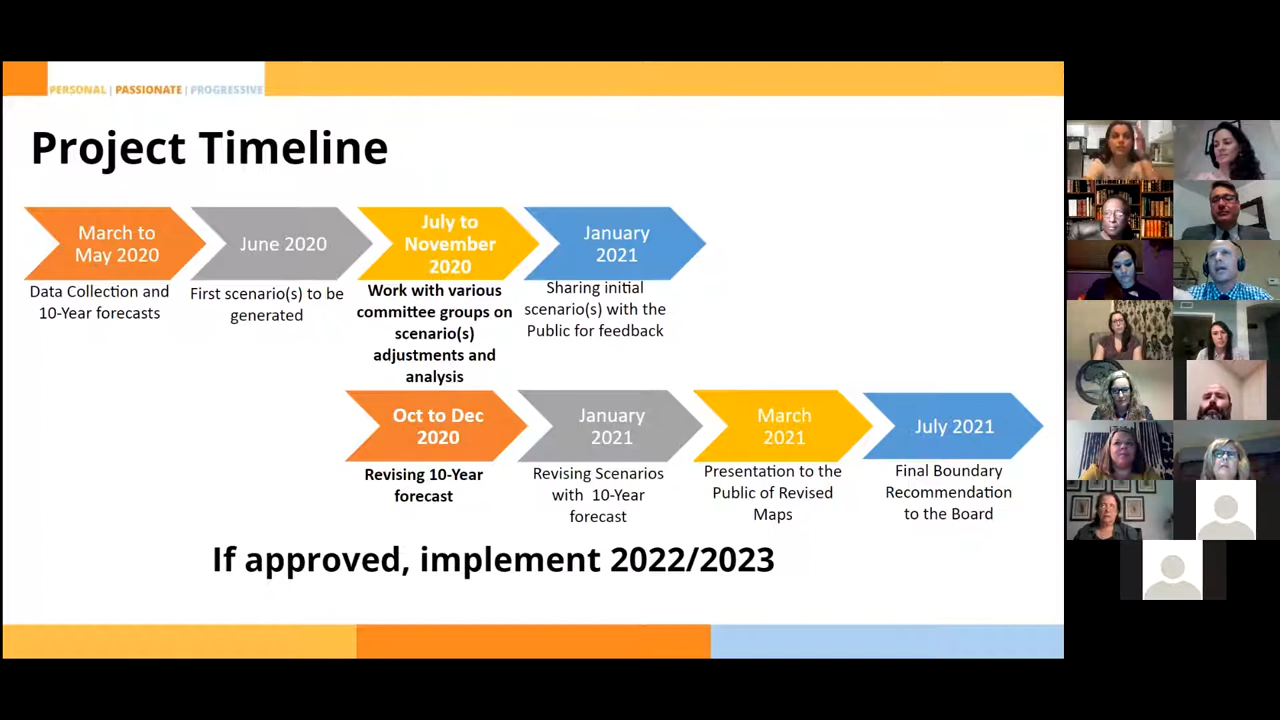 PERSONAL | PASSIONATE | PROGRESSIVE
Project Timeline
March to
May 2020
June 2020
July to
November
2020
January
2021
Data Collection and
10-Year forecasts
First scenario(s) to be
generated
Work with various
committee groups on
scenario(s)
adjustments and
analysis
Sharing initial
scenario(s) with the
Public for feedback
Oct to Dec
2020
January
2021
March
2021
July 2021
Revising 10-Year
forecast
Revising Scenarios
with 10-Year
forecast
Presentation to the
Public of Revised
Maps
Final Boundary
Recommendation
to the Board
If approved, implement 2022/2023